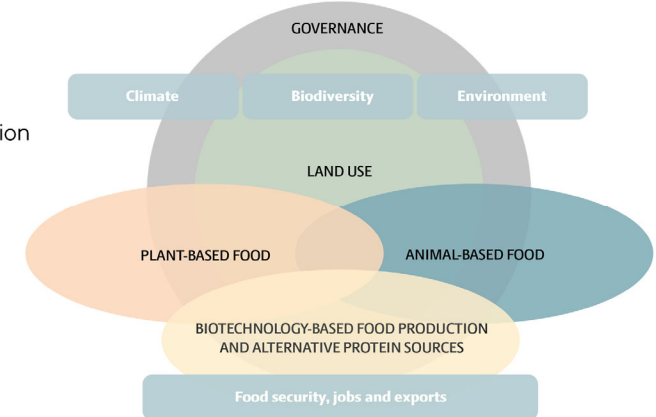 GOVERNANCE
Climate
Biodiversity
Environment
LAND USE
PLANT-BASED FOOD
ANIMAL-BASED FOOD
BIOTECHNOLOGY-BASED FOOD PRODUCTION
AND ALTERNATIVE PROTEIN SOURCES
Food security, jobs and exports